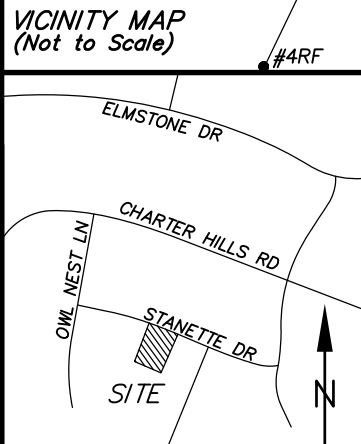 VICINITY MAP
(Not to Scale)
#4RF
ELMSTONE DR
CHARTER HILLS RD
OWL NEST LN
STANETTE DR
SITE
N